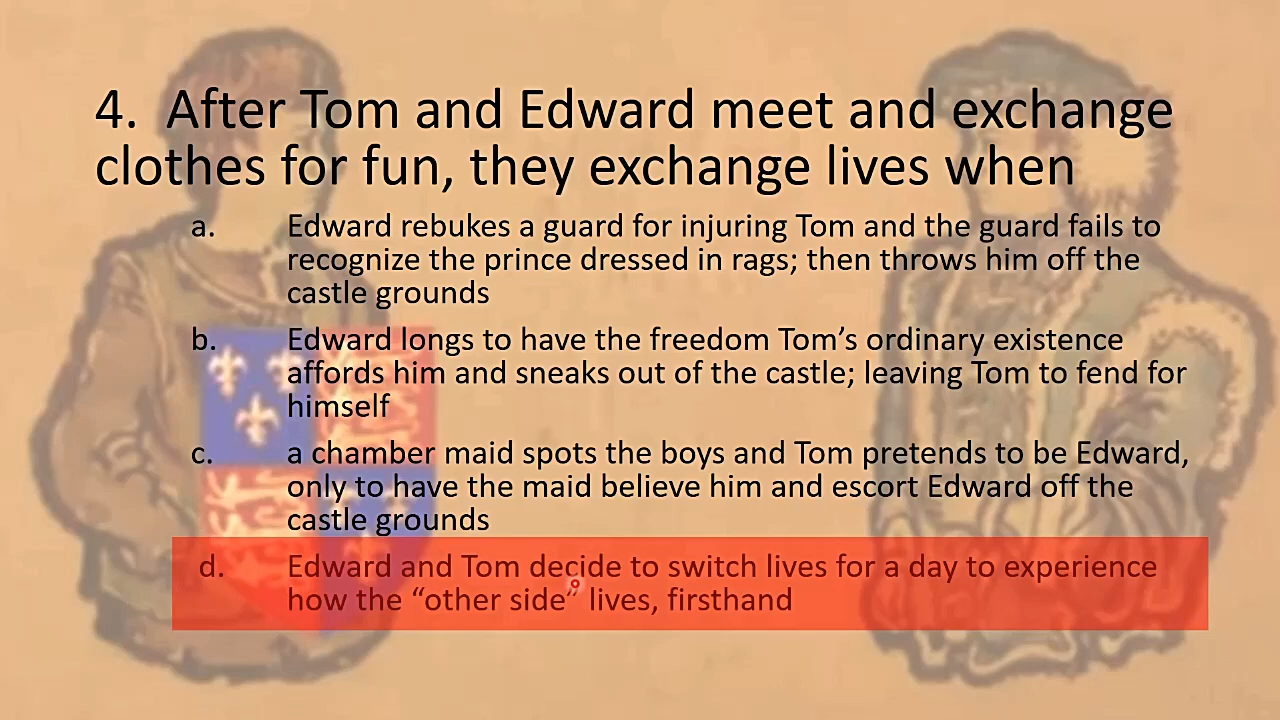 4. After Tom and Edward meet and exchange
clothes for fun, they exchange lives when
a. Edward rebukes a guard for injuring Tom and the guard fails to
recognize the prince dressed in rags; then throws him off the
castle grounds
b. Edward longs to have the freedom Tom’s ordinary existence
affords him and sneaks out of the castle; leaving Tom to fend for
himself
c. a chamber maid spots the boys and Tom pretends to be Edward,
only to have the maid believe him and escort Edward off the
castle grounds
d. Edward and Tom decide to switch lives for a day to experience
how the “other side” lives, firsthand